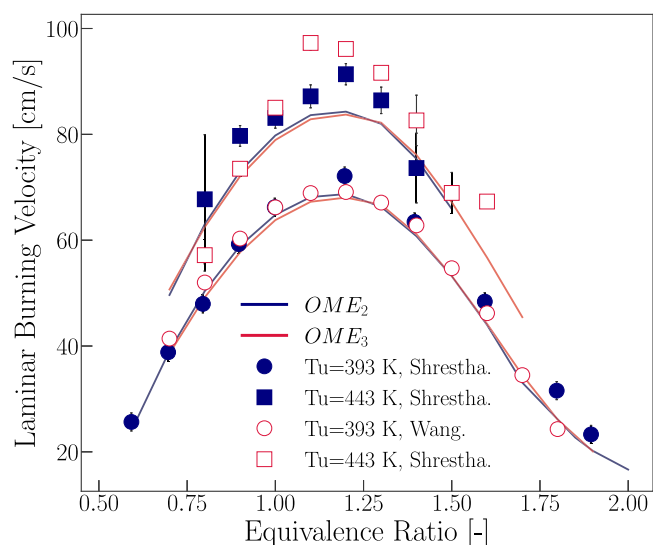 100
80
60
40
20
Laminar Burning Velocity [cm/s]
OME2
OME3
Tu=393 K, Shrestha.
Tu=443 K, Shrestha.
Tu=393 K, Wang.
Tu=443 K, Shrestha.
0.50 0.75 1.00 1.25 1.50 1.75 2.00
Equivalence Ratio [-]